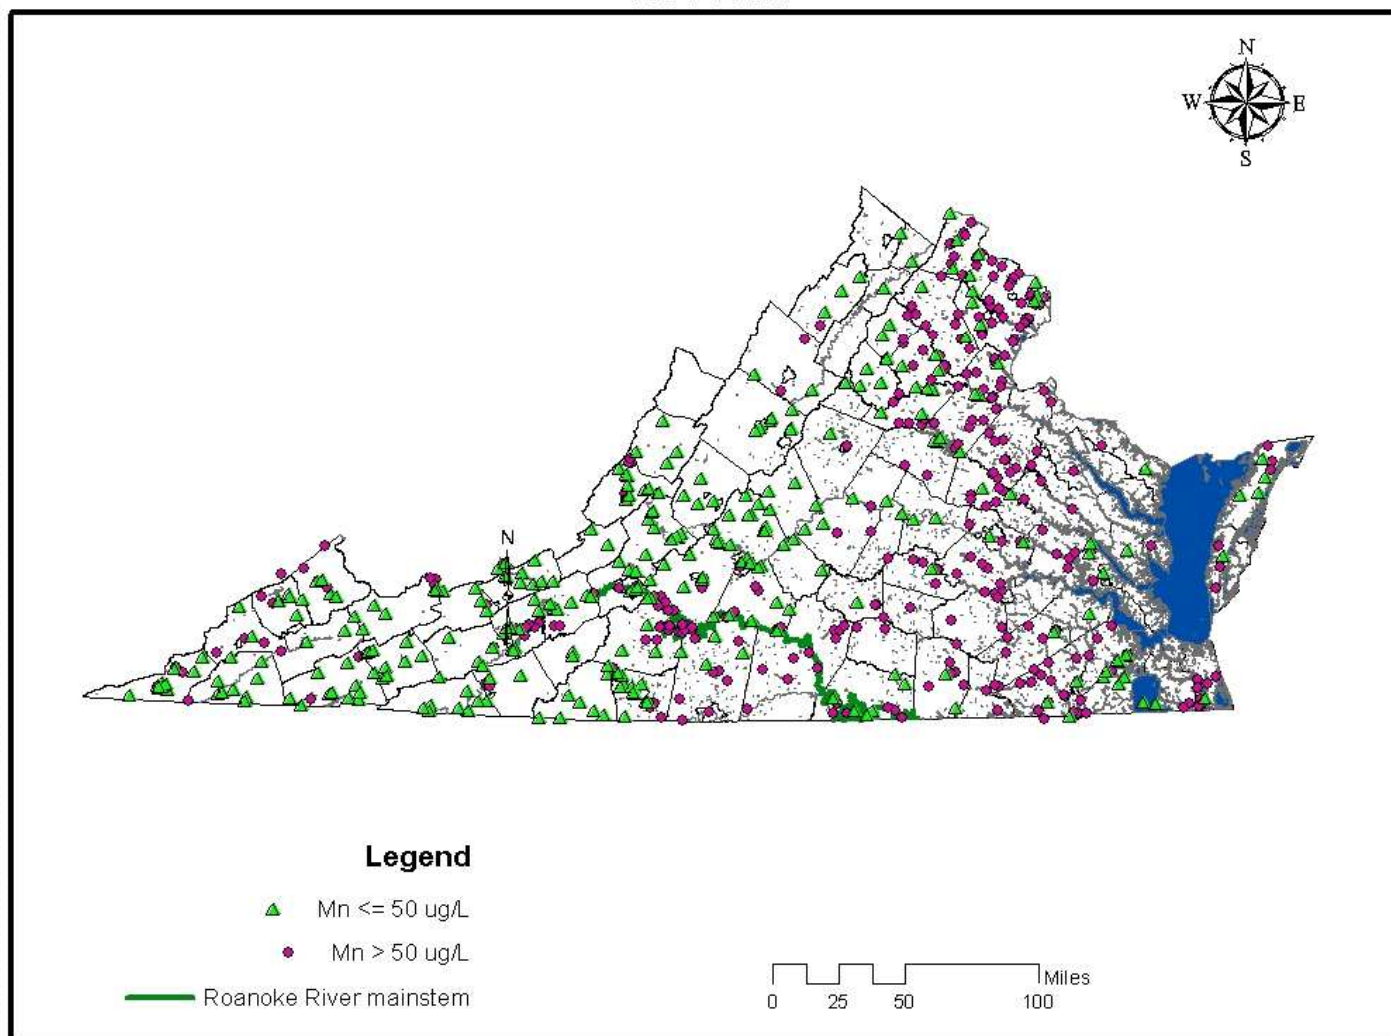 N
W E
S
N
Legend
Mn <= 50 ug/L
Mn > 50 ug/L
Roanoke River mainstem
Miles
0 25 50 100